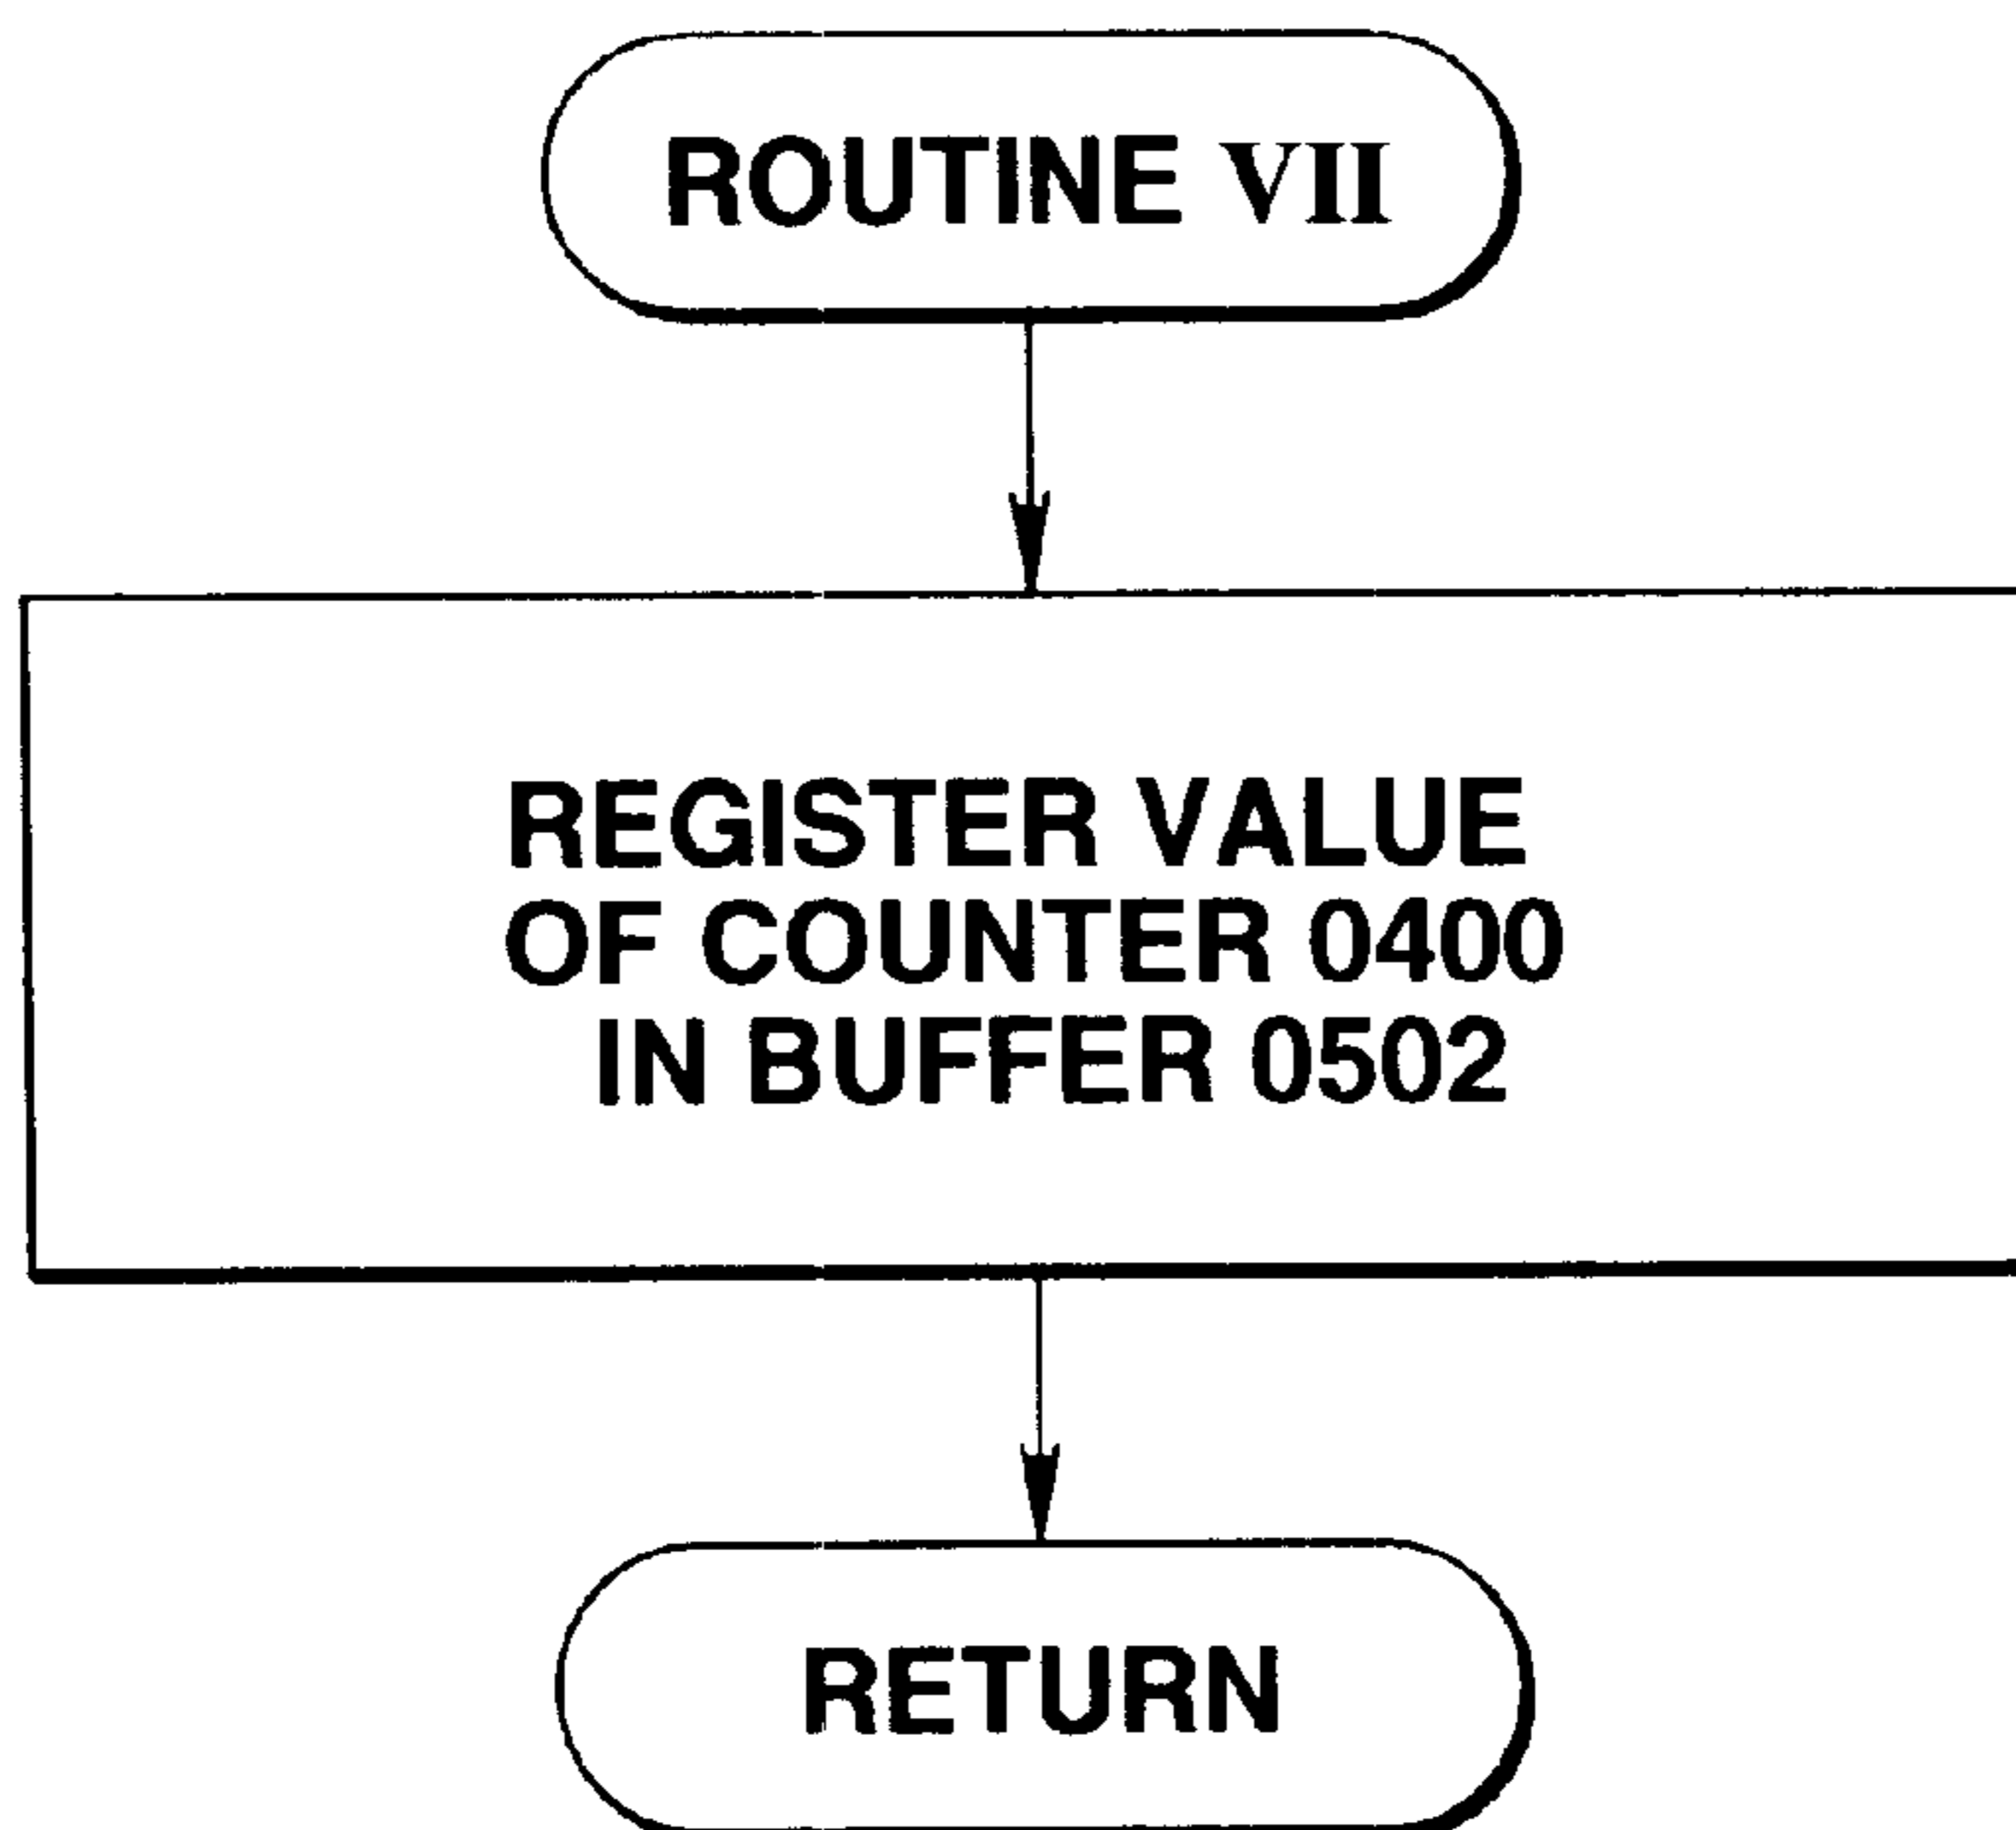 ROUTINE VII
REGISTER VALUE
OF COUNTER 0400
IN BUFFER 0502
RETURN